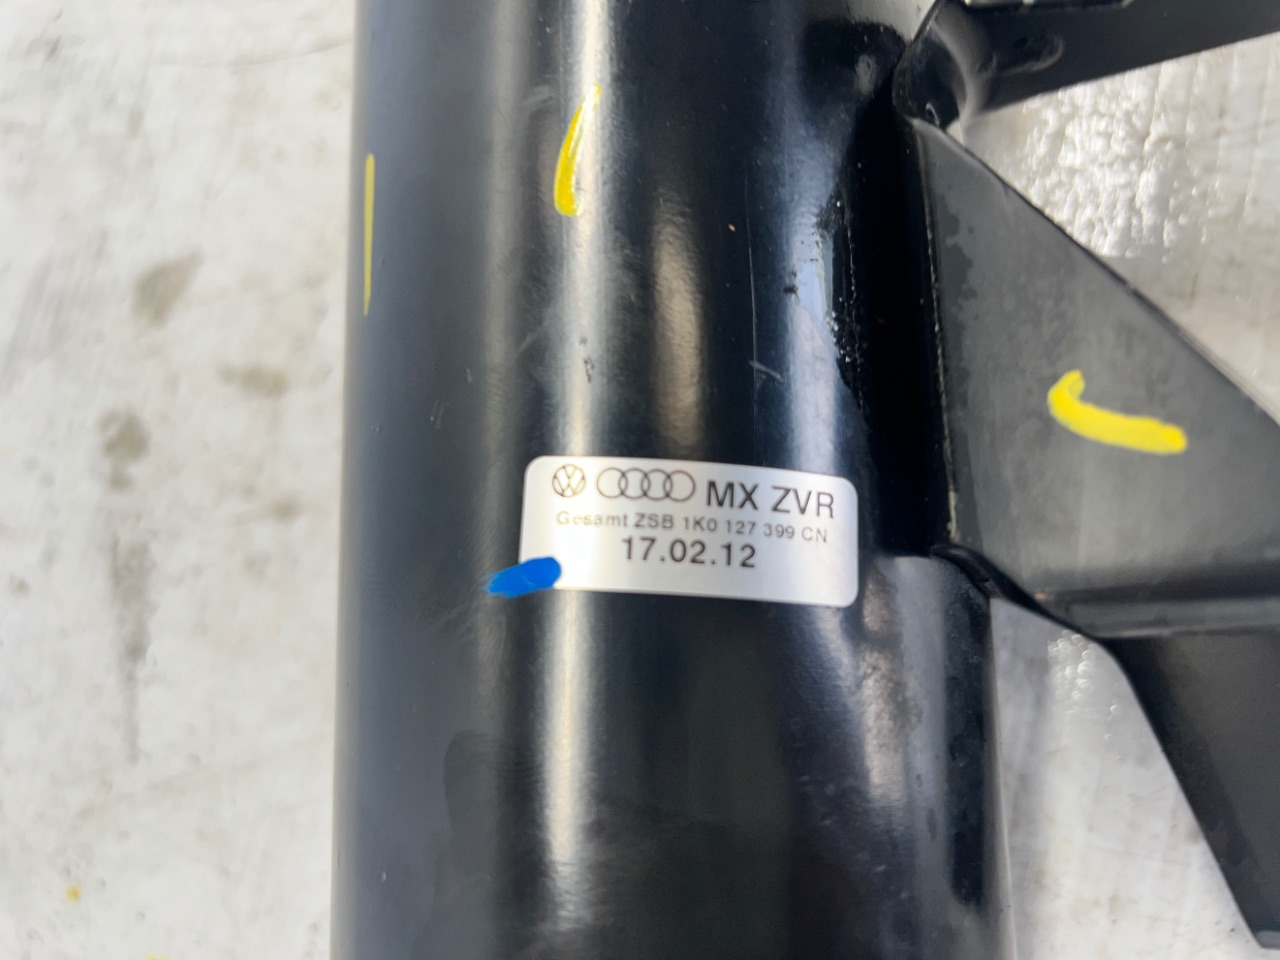 MX ZVR
Gesamt ZSB 1K0 127 399 CN
17.02.12